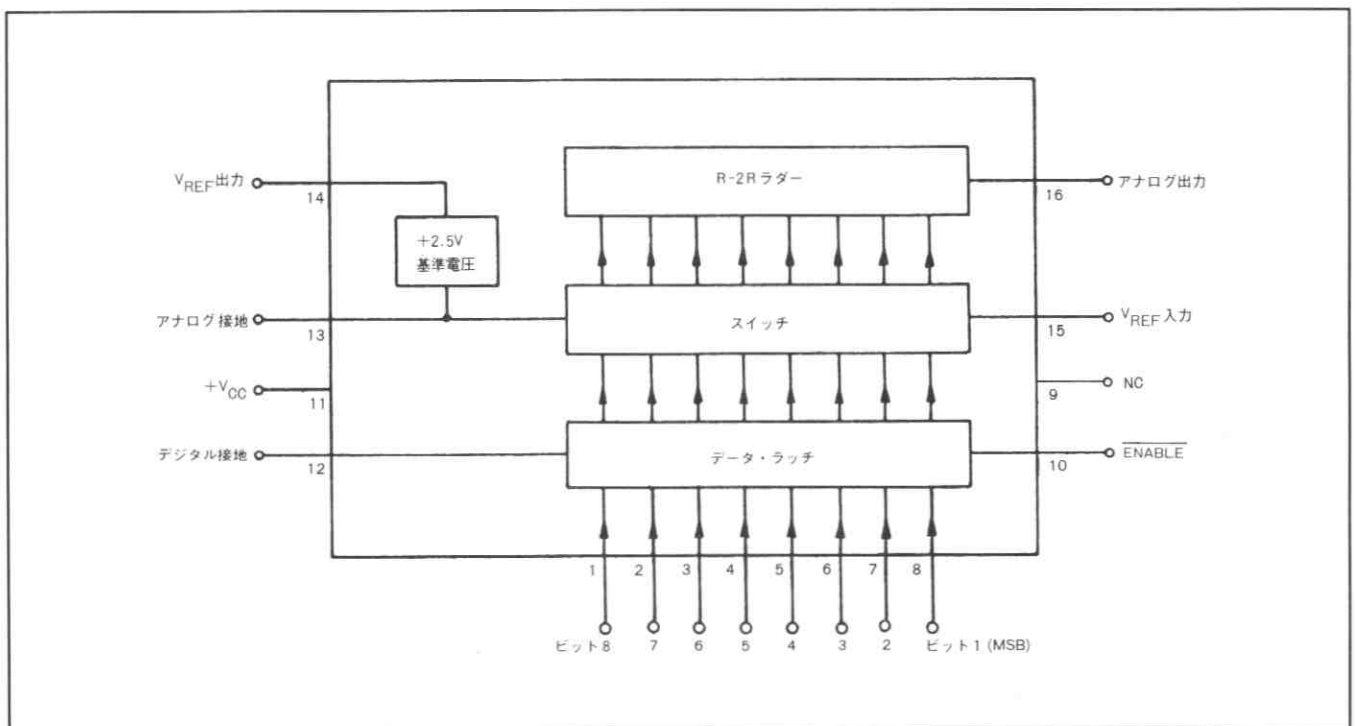 R-2Rラダー
VREF出力
14
16
アナログ出力
+2.5V
基準電圧
アナログ接地
13
スイッチ
15
VREF入力
+VCC
11
9
NC
デジタル接地
12
データ・ラッチ
10
ENABLE
1 2 3 4 5 6 7 8
ビット8 7 6 5 4 3 2 ビット1 (MSB)